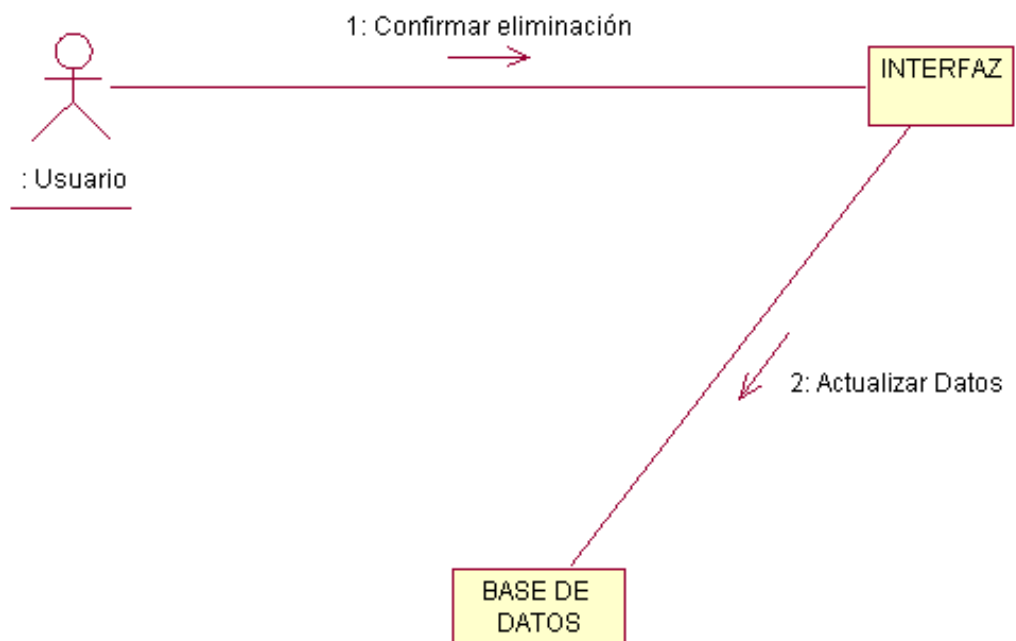 1: Confirmar eliminación
INTERFAZ
: Usuario
2: Actualizar Datos
BASE DE
DATOS